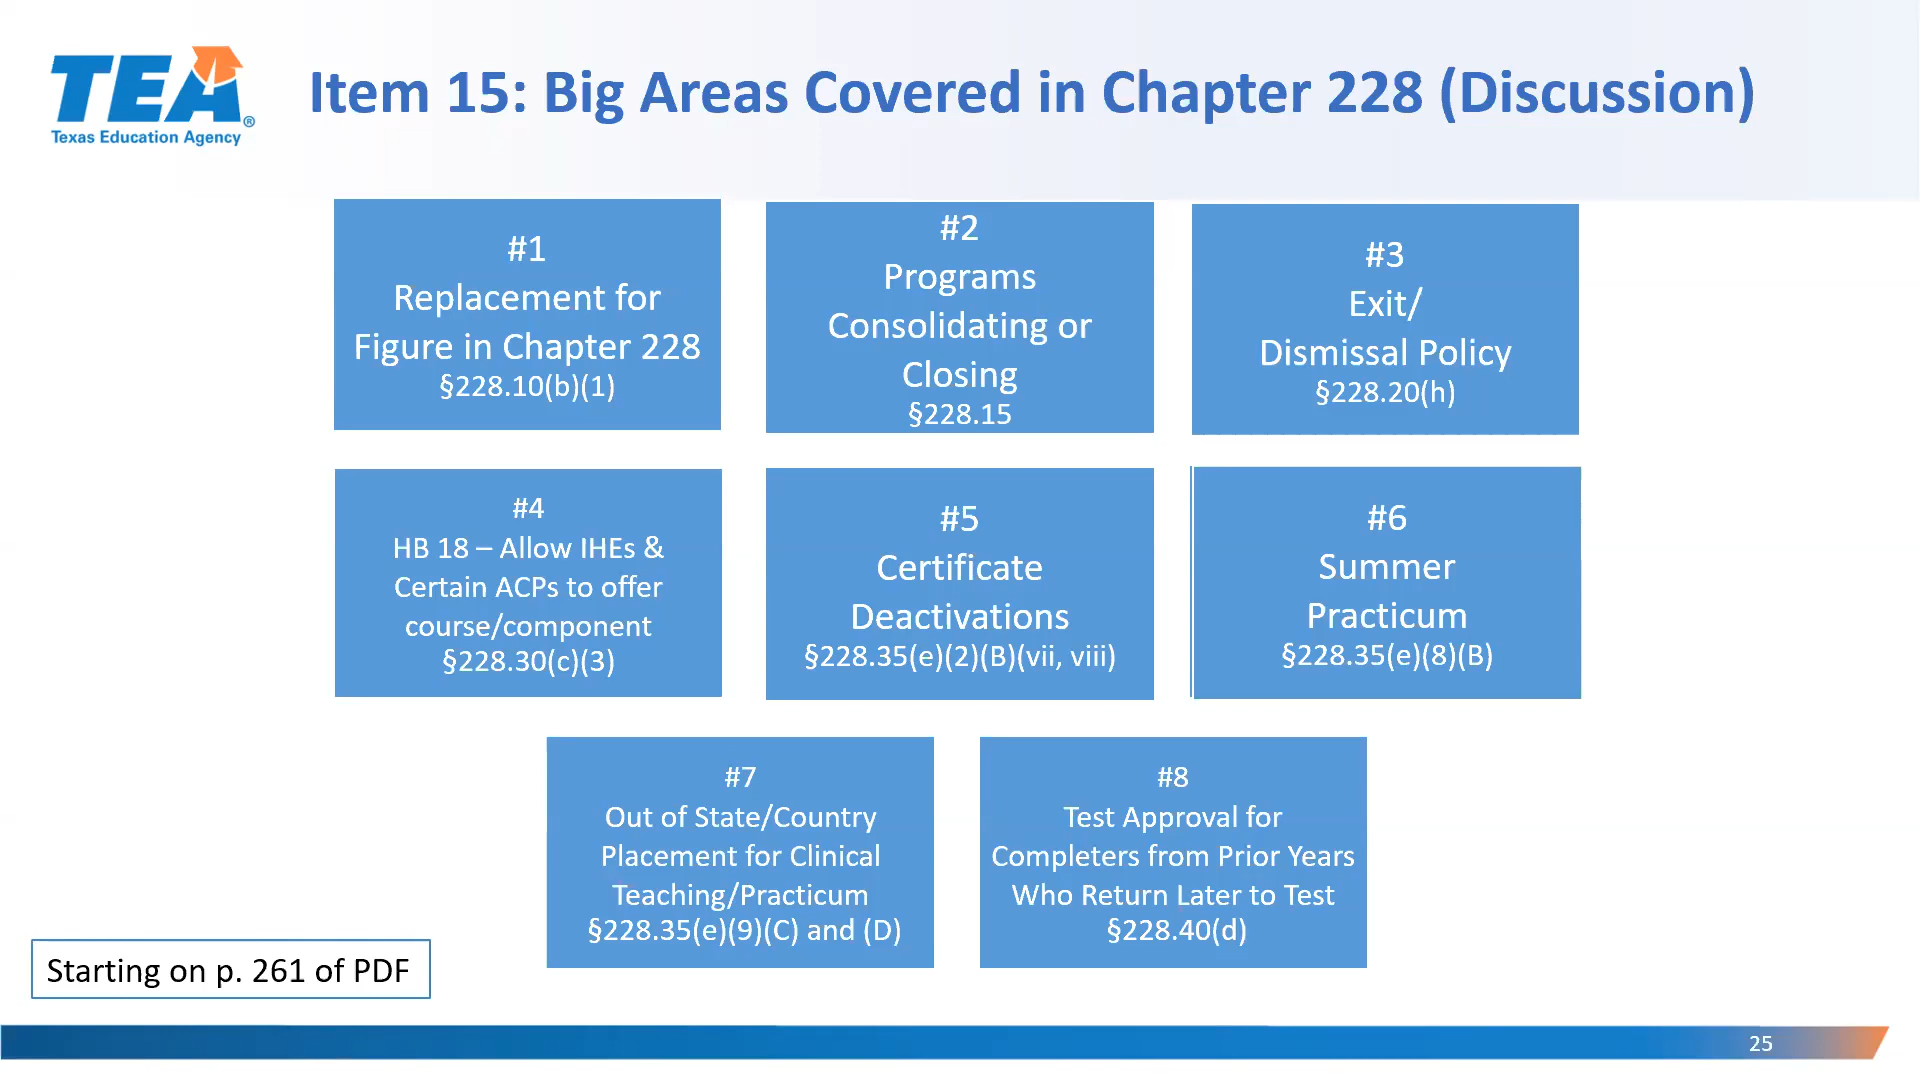 TEA®
Texas Education Agency
Item 15: Big Areas Covered in Chapter 228 (Discussion)
#1
Replacement for
Figure in Chapter 228
§228.10(b)(1)
#2
Programs
Consolidating or
Closing
§228.15
#3
Exit/
Dismissal Policy
§228.20(h)
#4
HB 18 – Allow IHEs &
Certain ACPs to offer
course/component
§228.30(c)(3)
#5
Certificate
Deactivations
§228.35(e)(2)(B)(vii, viii)
#6
Summer
Practicum
§228.35(e)(8)(B)
#7
Out of State/Country
Placement for Clinical
Teaching/Practicum
§228.35(e)(9)(C) and (D)
#8
Test Approval for
Completers from Prior Years
Who Return Later to Test
§228.40(d)
Starting on p. 261 of PDF
25